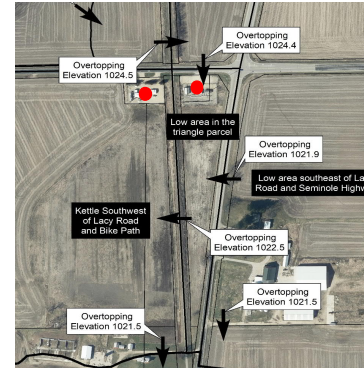 Overtopping
Elevation 1024.5
Overtopping
Elevation 1024.4
Low area in the
triangle parcel
Overtopping
Elevation 1021.9
Low area southeast of La
Road and Seminole Highw
Kettle Southwest
of Lacy Road
and Bike Path
Overtopping
Elevation 1022.5
Overtopping
Elevation 1021.5
Overtopping
Elevation 1021.5